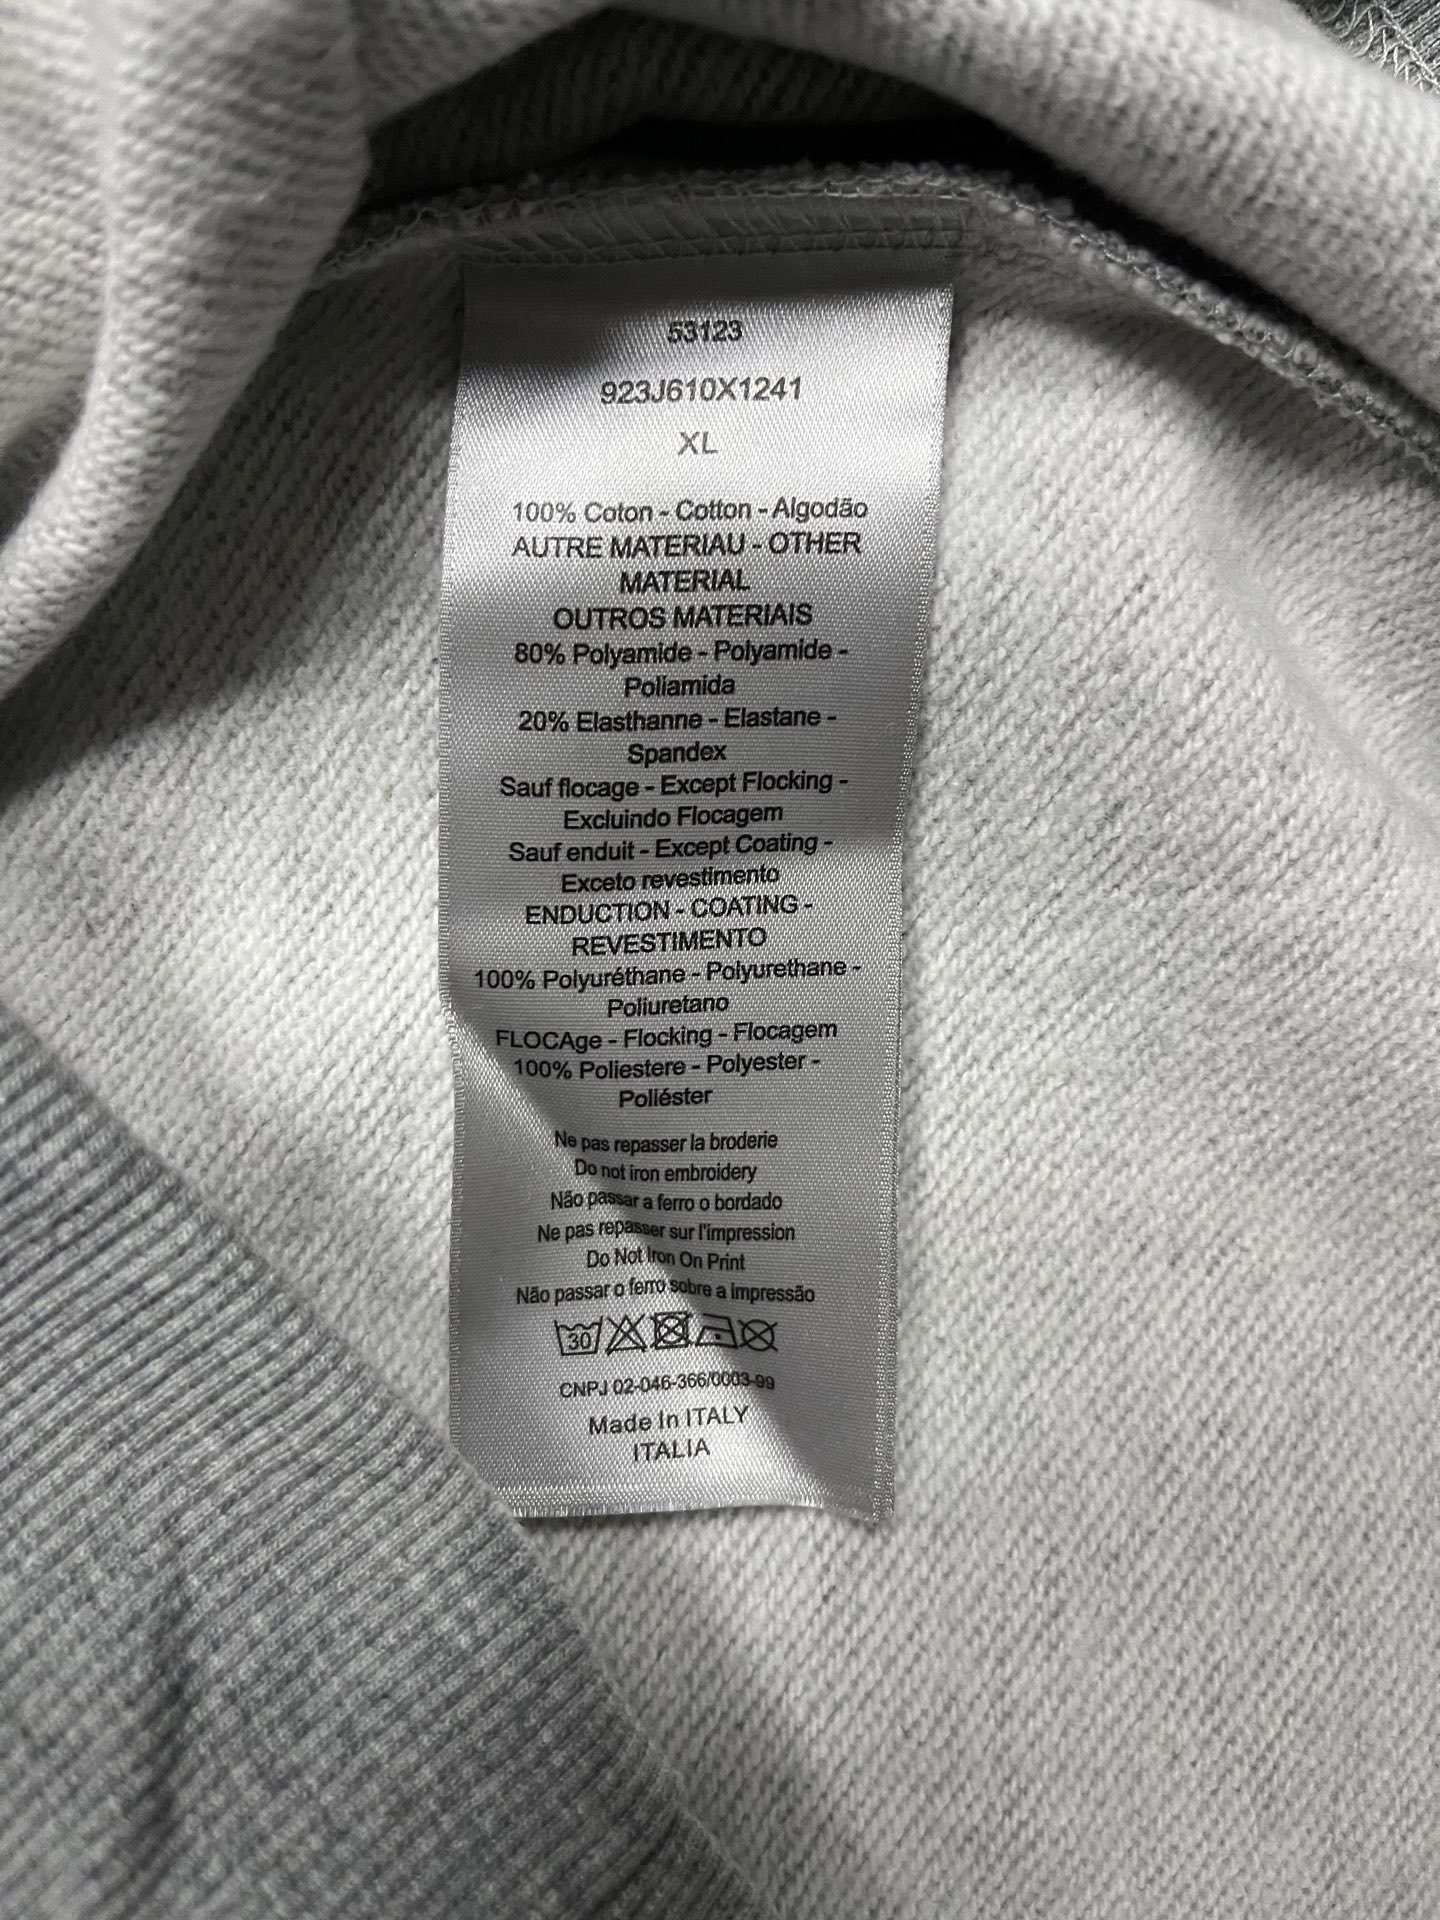 53123
923J610X1241
XL
100% Coton - Cotton - Algodão
AUTRE MATERIAU - OTHER
MATERIAL
OUTROS MATERIAIS
80% Polyamide - Polyamide -
Poliamida
20% Elasthanne - Elastane -
Spandex
Sauf flocage - Except Flocking -
Excluindo Flocagem
Sauf enduit - Except Coating -
Exceto revestimento
ENDUCTION - COATING -
REVESTIMENTO
100% Polyuréthane - Polyurethane -
Poliuretano
FLOCAge - Flocking - Flocagem
100% Poliestere - Polyester -
Poliéster
Ne pas repasser la broderie
Do not iron embroidery
Não passar a ferro o bordado
Ne pas repasser sur l'impression
Do Not Iron On Print
Não passar o ferro sobre a impressão
30
CNPJ 02-046-366/0003-99
Made In ITALY
ITALIA